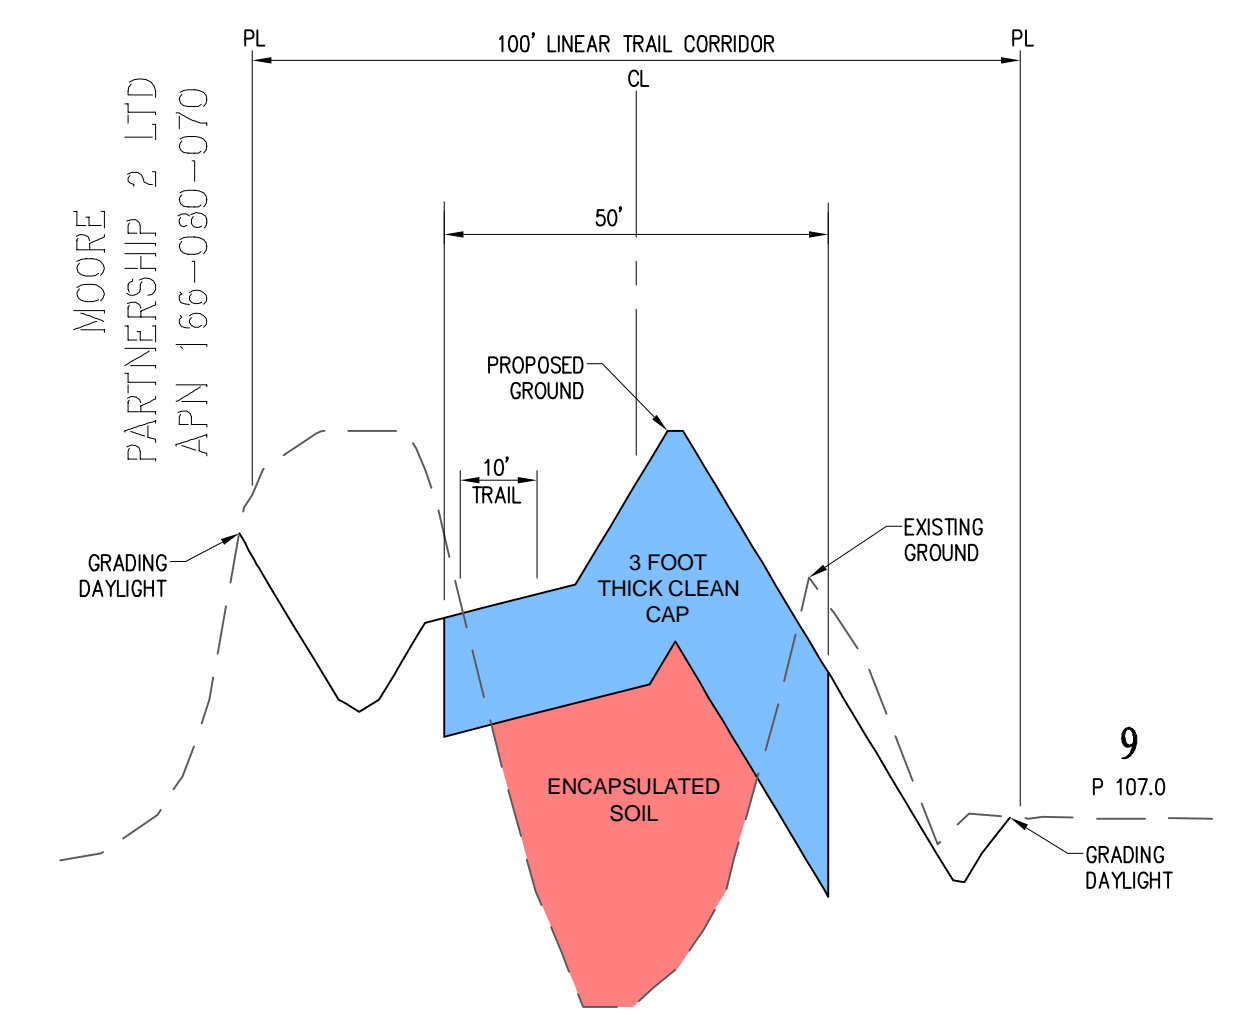 PL
100' LINEAR TRAIL CORRIDOR
PL
CL
MOORE
PARTNERSHIP 2 LTD
APN 166-080-070
50'
PROPOSED
GROUND
10'
TRAIL
EXISTING
GROUND
GRADING
DAYLIGHT
3 FOOT
THICK CLEAN
CAP
ENCAPSULATED
SOIL
9
P 107.0
GRADING
DAYLIGHT